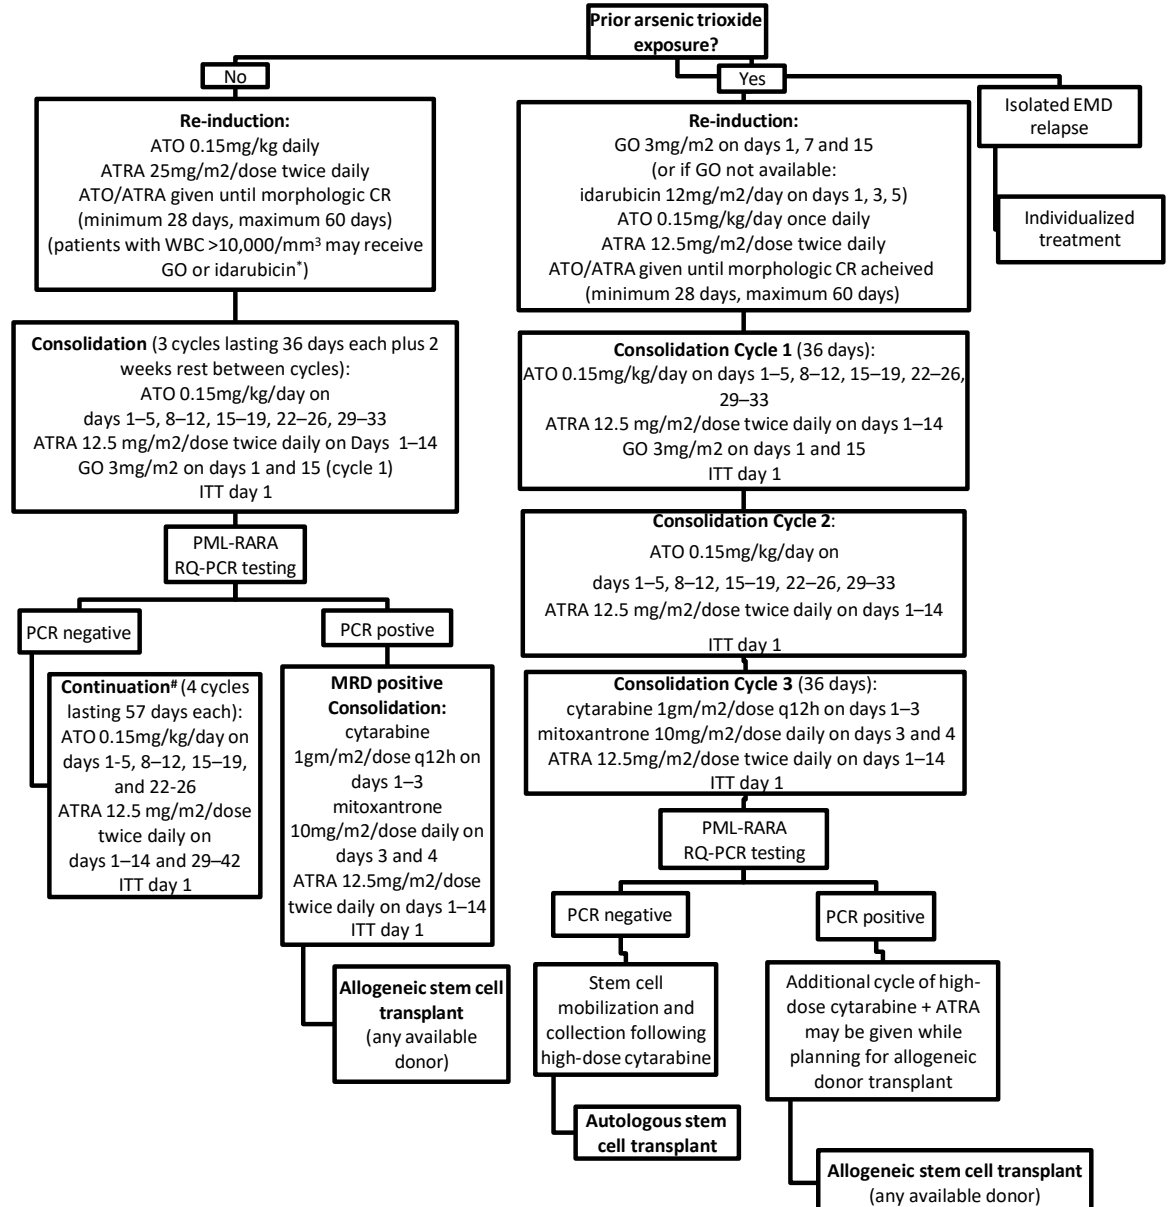 Prior arsenic trioxide
exposure?
No
Yes
Isolated EMD
relapse
Individualized
treatment
Re-induction:
ATO 0.15mg/kg daily
ATRA 25mg/m2/dose twice daily
ATO/ATRA given until morphologic CR
(minimum 28 days, maximum 60 days)
(patients with WBC >10,000/mm³ may receive
GO or idarubicin*)
Consolidation (3 cycles lasting 36 days each plus 2
weeks rest between cycles):
ATO 0.15mg/kg/day on
days 1–5, 8–12, 15–19, 22–26, 29–33
ATRA 12.5 mg/m2/dose twice daily on Days 1–14
GO 3mg/m2 on days 1 and 15 (cycle 1)
ITT day 1
PML-RARA
RQ-PCR testing
PCR negative
PCR postive
Continuation# (4 cycles
lasting 57 days each):
ATO 0.15mg/kg/day on
days 1-5, 8–12, 15–19,
and 22-26
ATRA 12.5 mg/m2/dose
twice daily on
days 1–14 and 29–42
ITT day 1
MRD positive
Consolidation:
cytarabine
1gm/m2/dose q12h on
days 1–3
mitoxantrone
10mg/m2/dose daily on
days 3 and 4
ATRA 12.5mg/m2/dose
twice daily on days 1–14
ITT day 1
Allogeneic stem cell
transplant
(any available
donor)
Re-induction:
GO 3mg/m2 on days 1, 7 and 15
(or if GO not available:
idarubicin 12mg/m2/day on days 1, 3, 5)
ATO 0.15mg/kg/day once daily
ATRA 12.5mg/m2/dose twice daily
ATO/ATRA given until morphologic CR acheived
(minimum 28 days, maximum 60 days)
Consolidation Cycle 1 (36 days):
ATO 0.15mg/kg/day on days 1–5, 8–12, 15–19, 22–26,
29–33
ATRA 12.5 mg/m2/dose twice daily on days 1–14
GO 3mg/m2 on days 1 and 15
ITT day 1
Consolidation Cycle 2:
ATO 0.15mg/kg/day on
days 1–5, 8–12, 15–19, 22–26, 29–33
ATRA 12.5 mg/m2/dose twice daily on days 1–14
ITT day 1
Consolidation Cycle 3 (36 days):
cytarabine 1gm/m2/dose q12h on days 1–3
mitoxantrone 10mg/m2/dose daily on days 3 and 4
ATRA 12.5mg/m2/dose twice daily on days 1–14
ITT day 1
PML-RARA
RQ-PCR testing
PCR negative
PCR positive
Stem cell
mobilization and
collection following
high-dose cytarabine
Autologous stem
cell transplant
Additional cycle of high-
dose cytarabine + ATRA
may be given while
planning for allogeneic
donor transplant
Allogeneic stem cell transplant
(any available donor)